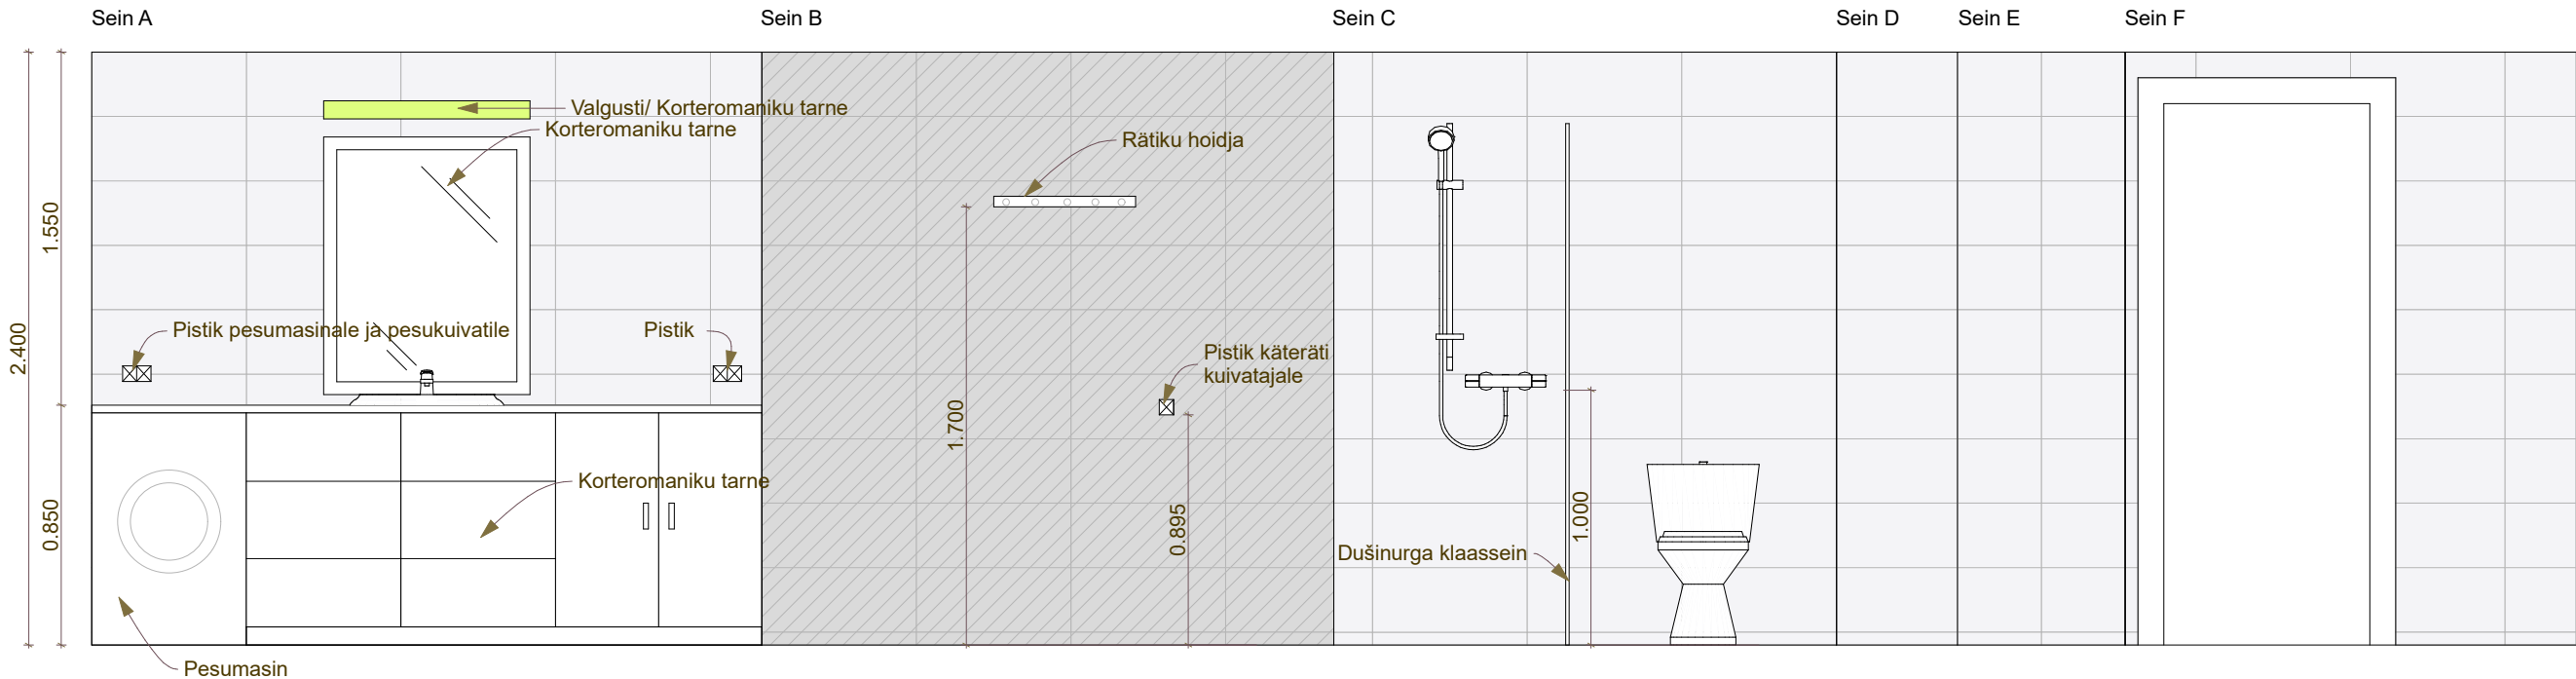 Sein A
Sein B
Sein C
Sein D
Sein E
Sein F
Valgusti/ Korteromaniku tarne
Korteromaniku tarne
Rätiku hoidja
1.550
2.400
Pistik pesumasinale ja pesukuivatile
Pistik
Pistik käteräti
kuivatajale
1.700
Korteromaniku tarne
0.850
0.895
1.000
Dušinurga klaassein
Pesumasin